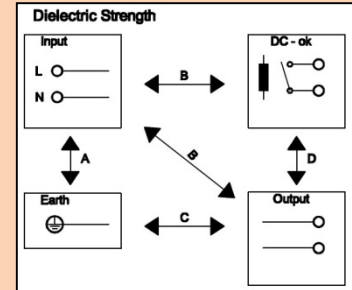 Dielectric Strength
Input
DC - ok
L
N
B
A
B
D
Earth
C
Output